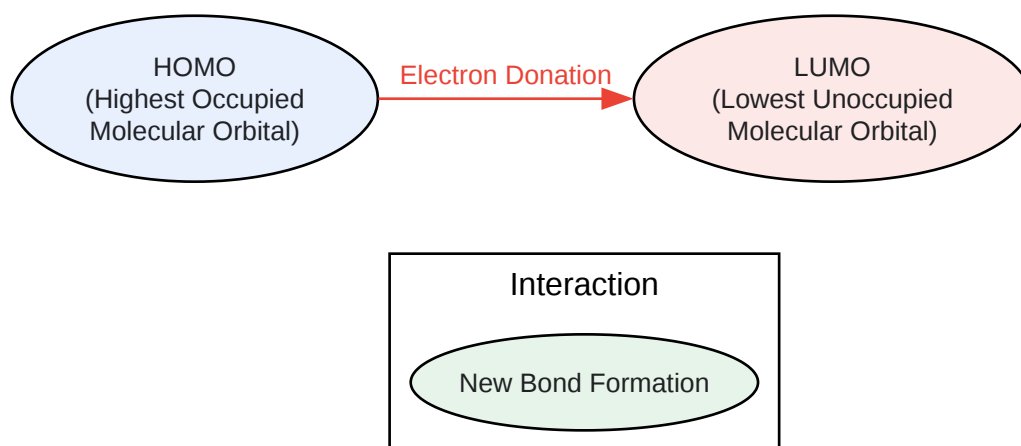 HOMO
(Highest Occupied
Molecular Orbital)
Electron Donation
LUMO
(Lowest Unoccupied
Molecular Orbital)
Interaction
New Bond Formation